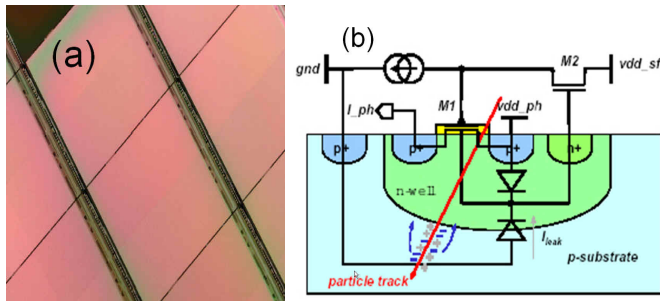 (a)
(b)
M2
gnd
vdd_sf
I_ph
M1
vdd_ph
p+
p+
p+
n+
n-well
I_leak
p-substrate
particle track